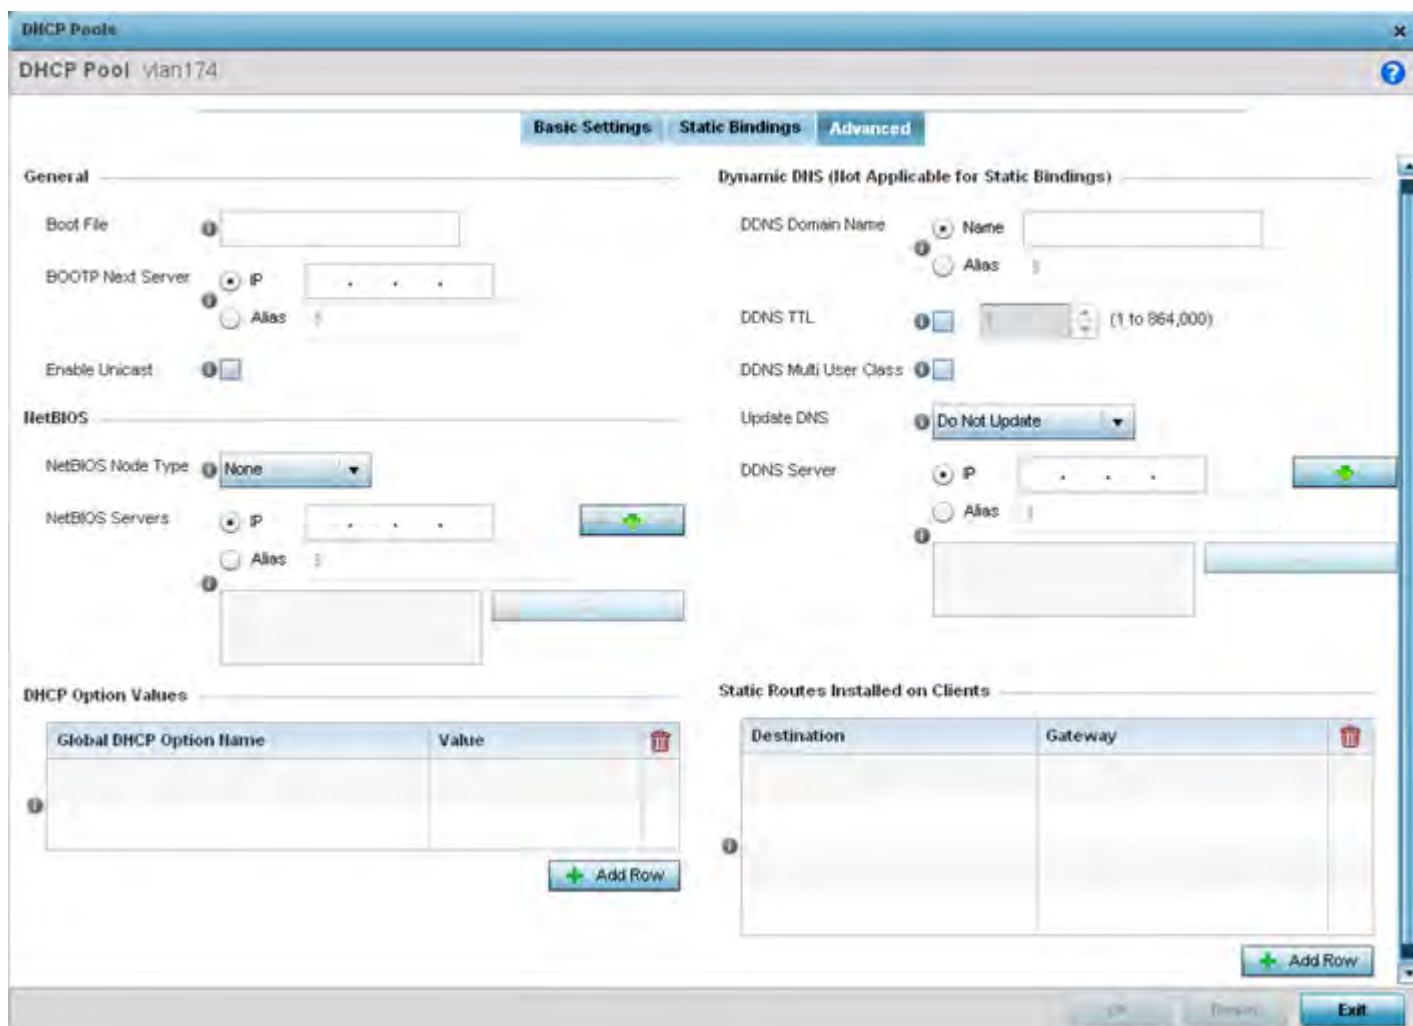 DHCP Pools
DHCP Pool vlan174
Basic Settings Static Bindings Advanced
General
Boot File
BOOTP Next Server IP
Alias
Enable Unicast
NetBIOS
NetBIOS Node Type None
NetBIOS Servers IP
Alias
DHCP Option Values
Global DHCP Option Name Value
Add Row
Dynamic DNS (Not Applicable for Static Bindings)
DDNS Domain Name Name
Alias
DDNS TTL (1 to 864,000)
DDNS Multi User Class
Update DNS Do Not Update
DDNS Server IP
Alias
Static Routes Installed on Clients
Destination Gateway
Add Row
Exit